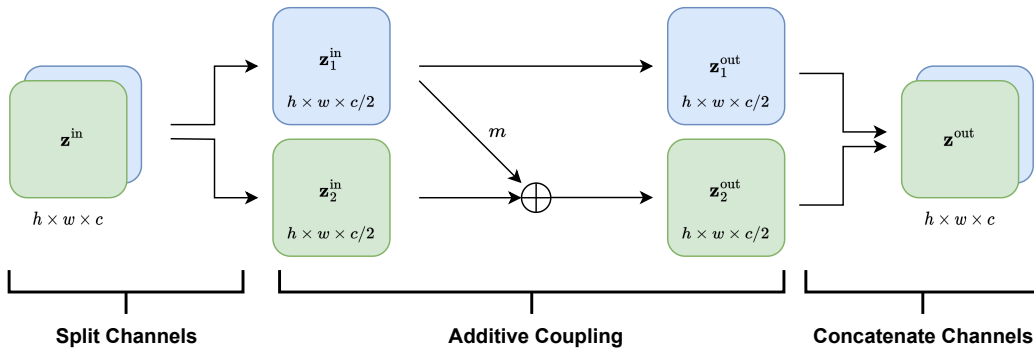 z^in
h × w × c
z_1^in
h × w × c/2
z_2^in
h × w × c/2
m
z_1^out
h × w × c/2
z_2^out
h × w × c/2
z^out
h × w × c
Split Channels
Additive Coupling
Concatenate Channels